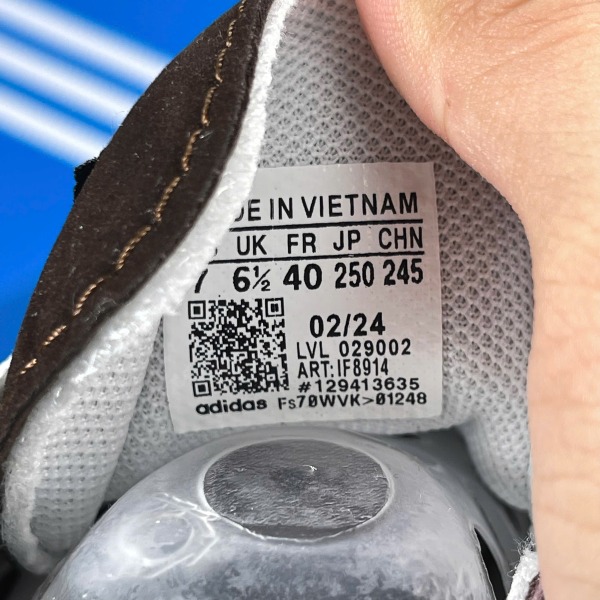 DE IN VIETNAM
UK FR JP CHN
7 6½ 40 250 245
02/24
LVL 029002
ART:IF8914
#129413635
adidas Fs70WVK>01248